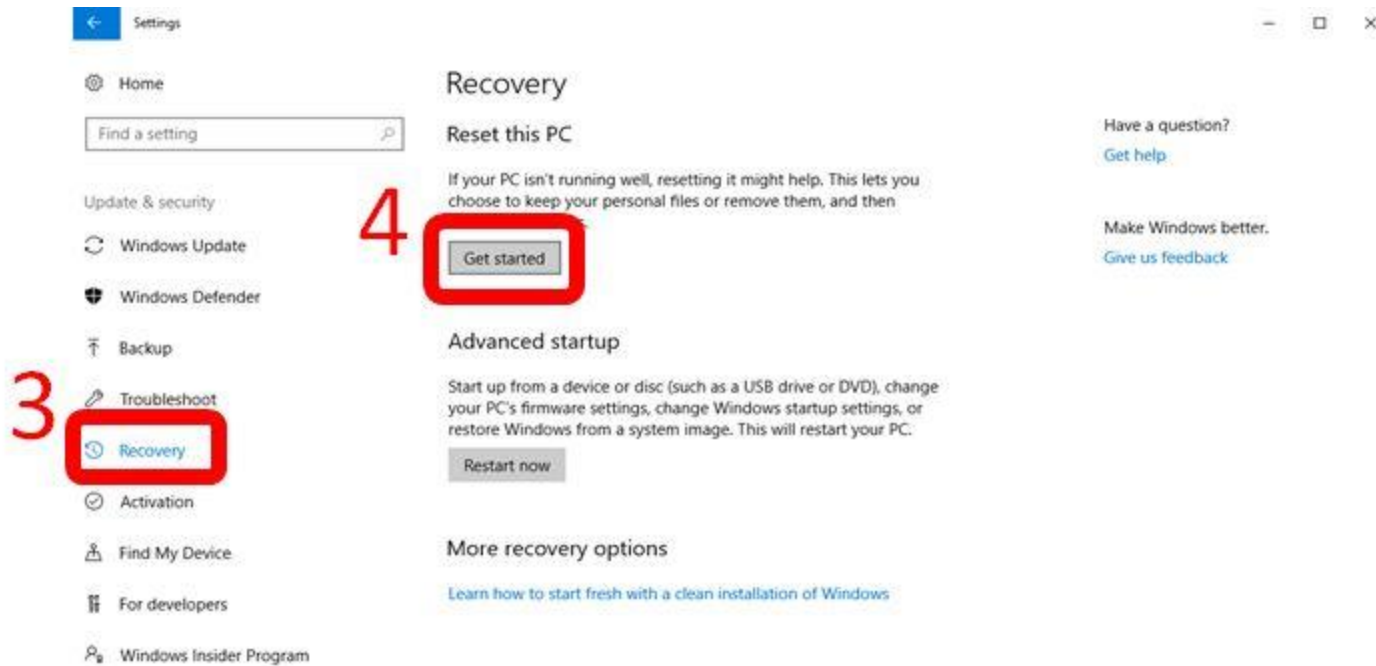 Settings
Home
Find a setting
Update & security
Windows Update
Windows Defender
Backup
3
Troubleshoot
Recovery
Activation
Find My Device
For developers
Windows Insider Program
Recovery
Reset this PC
If your PC isn't running well, resetting it might help. This lets you
choose to keep your personal files or remove them, and then
4
Get started
Advanced startup
Start up from a device or disc (such as a USB drive or DVD), change
your PC's firmware settings, change Windows startup settings, or
restore Windows from a system image. This will restart your PC.
Restart now
More recovery options
Learn how to start fresh with a clean installation of Windows
Have a question?
Get help
Make Windows better.
Give us feedback